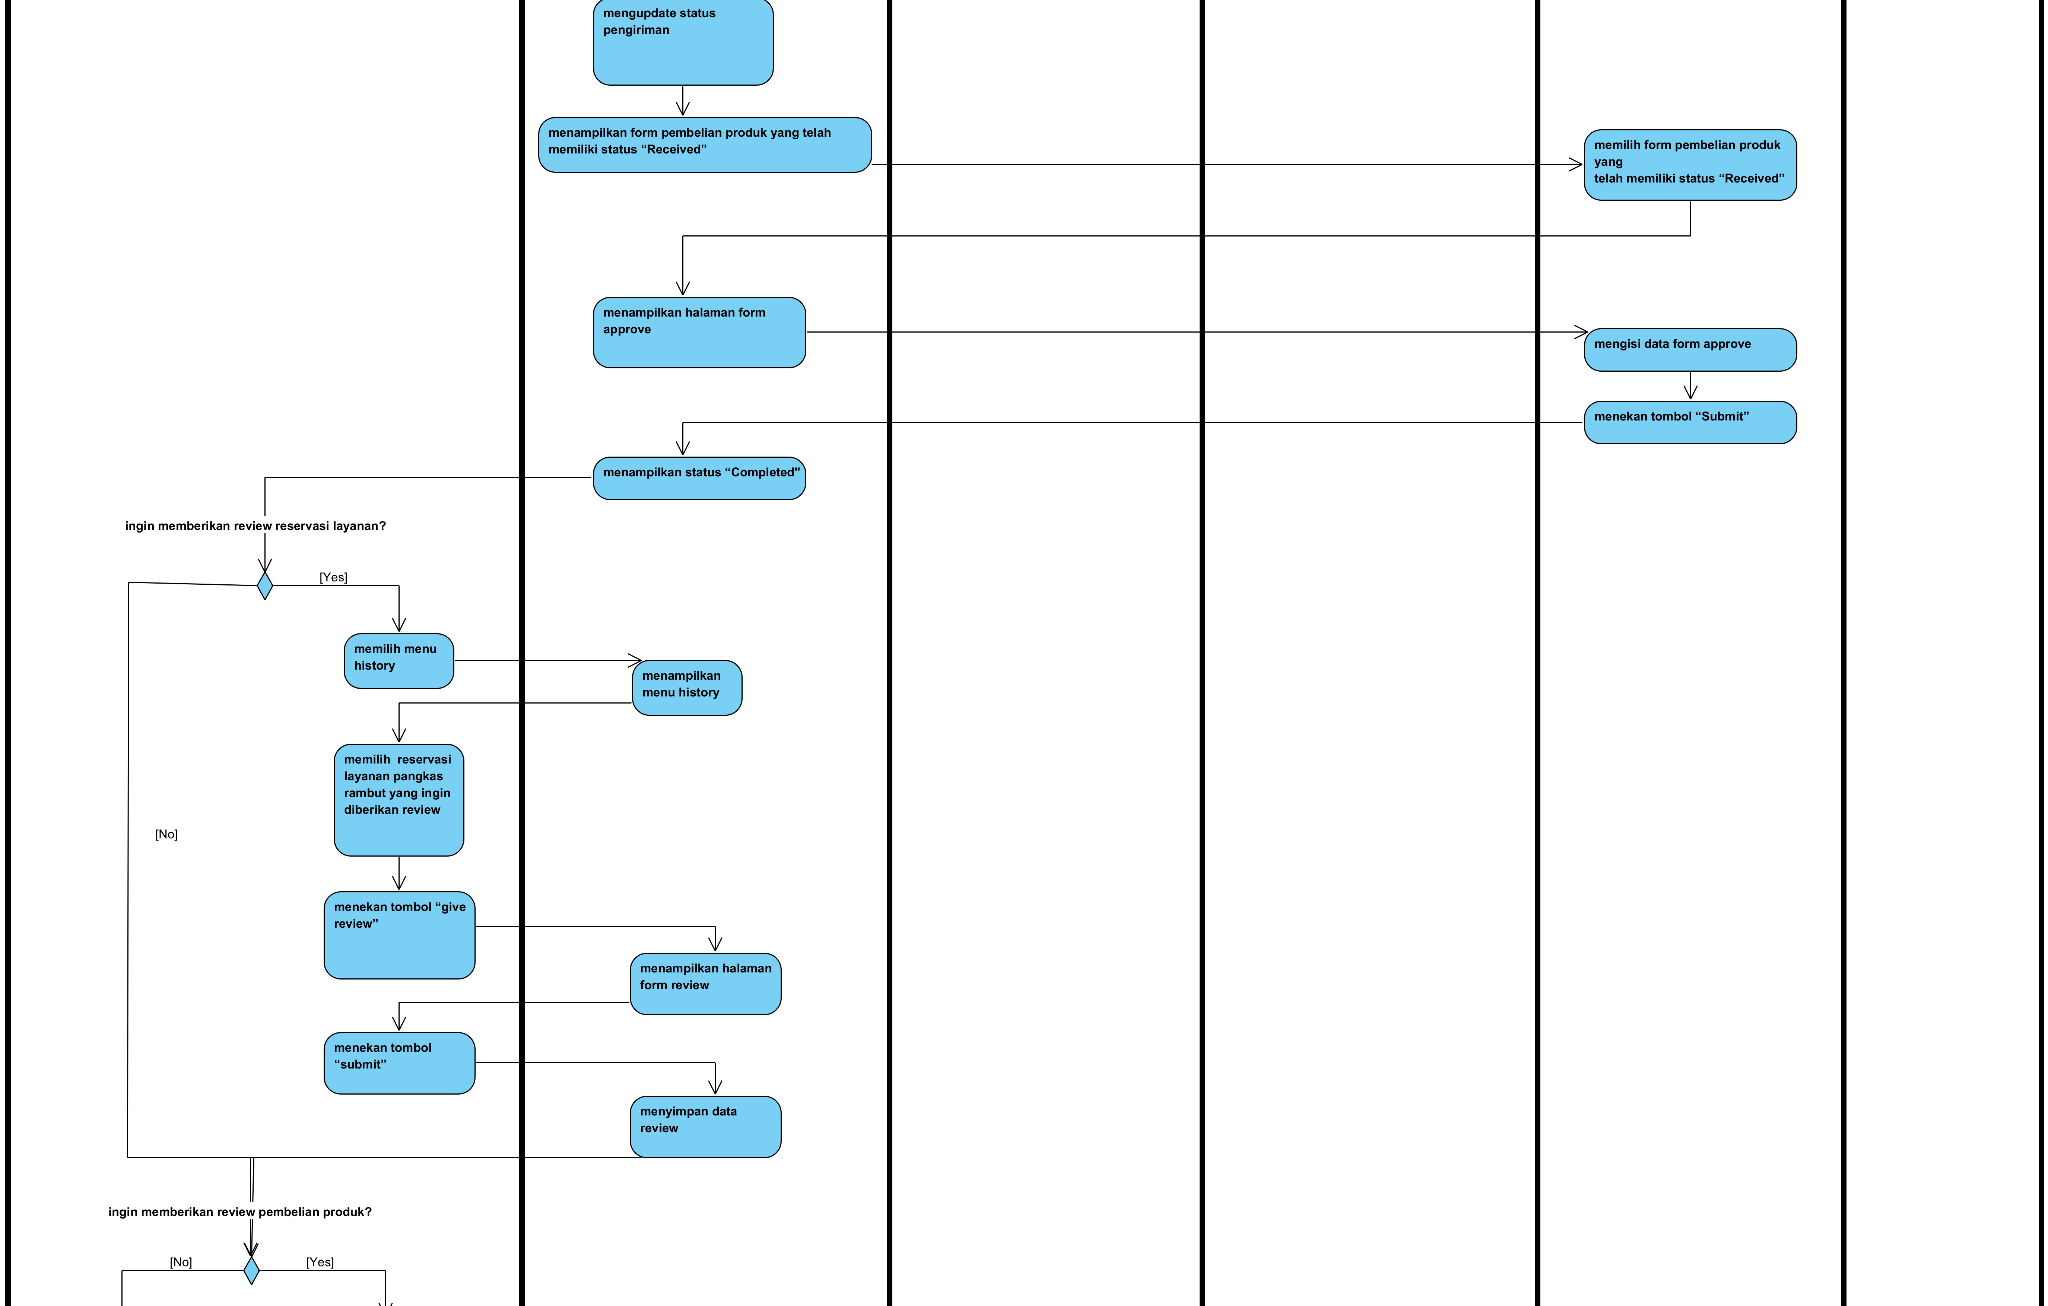 mengupdate status
pengiriman
menampilkan form pembelian produk yang telah
memiliki status “Received”
memilih form pembelian produk
yang
telah memiliki status “Received”
menampilkan halaman form
approve
mengisi data form approve
menekan tombol “Submit”
menampilkan status “Completed”
ingin memberikan review reservasi layanan?
[Yes]
memilih menu
history
menampilkan
menu history
memilih  reservasi
layanan pangkas
rambut yang ingin
diberikan review
[No]
menekan tombol “give
review”
menampilkan halaman
form review
menekan tombol
“submit”
menyimpan data
review
ingin memberikan review pembelian produk?
[No]
[Yes]